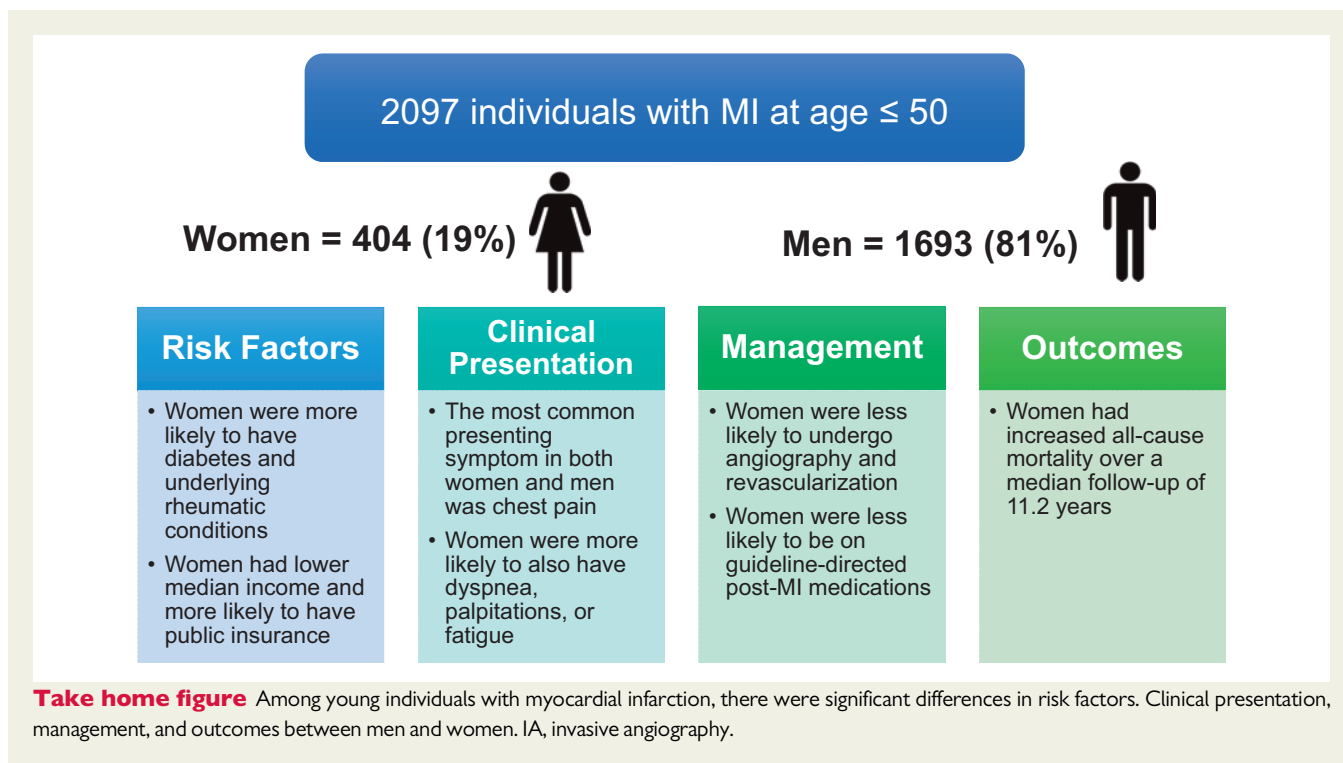 2097 individuals with MI at age ≤ 50
Women = 404 (19%)
Men = 1693 (81%)
Risk Factors
• Women were more
likely to have
diabetes and
underlying
rheumatic
conditions
• Women had lower
median income and
more likely to have
public insurance
Clinical
Presentation
• The most common
presenting
symptom in both
women and men
was chest pain
• Women were more
likely to also have
dyspnea,
palpitations, or
fatigue
Management
• Women were less
likely to undergo
angiography and
revascularization
• Women were less
likely to be on
guideline-directed
post-MI medications
Outcomes
• Women had
increased all-cause
mortality over a
median follow-up of
11.2 years
Take home figure Among young individuals with myocardial infarction, there were significant differences in risk factors. Clinical presentation,
management, and outcomes between men and women. IA, invasive angiography.